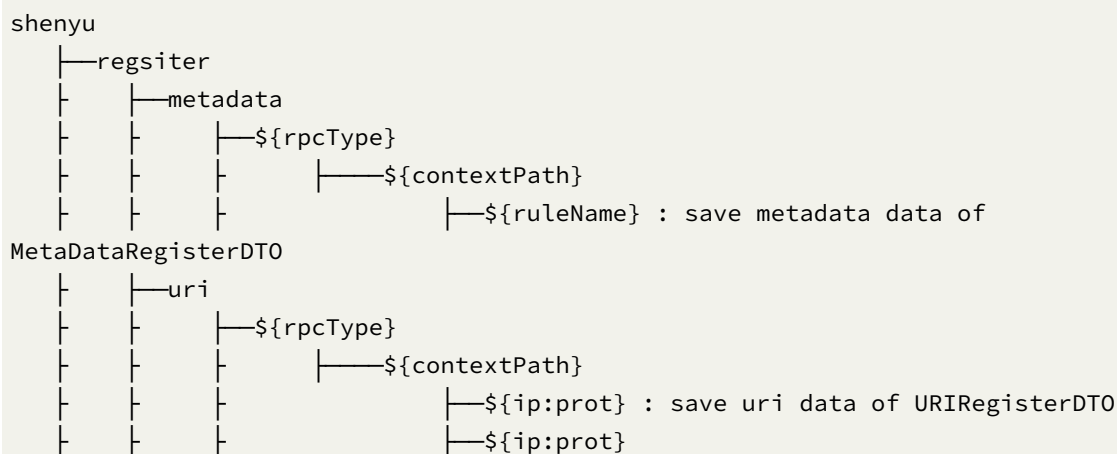 shenyu
   ├──regsiter
   ├    ├──metadata
   ├    ├     ├──${rpcType}
   ├    ├     ├      ├────${contextPath}
   ├    ├     ├               ├──${ruleName} : save metadata data of
MetaDataRegisterDTO
   ├    ├──uri
   ├    ├     ├──${rpcType}
   ├    ├     ├      ├────${contextPath}
   ├    ├     ├               ├──${ip:prot} : save uri data of URIRegisterDTO
   ├    ├     ├               ├──${ip:prot}